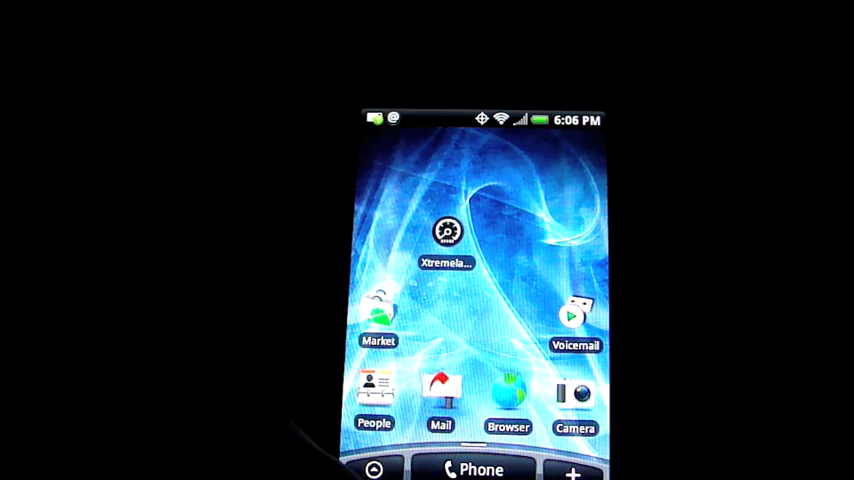 6:06 PM
Xtremela...
Market
Voicemail
People
Mail
Browser
Camera
Phone